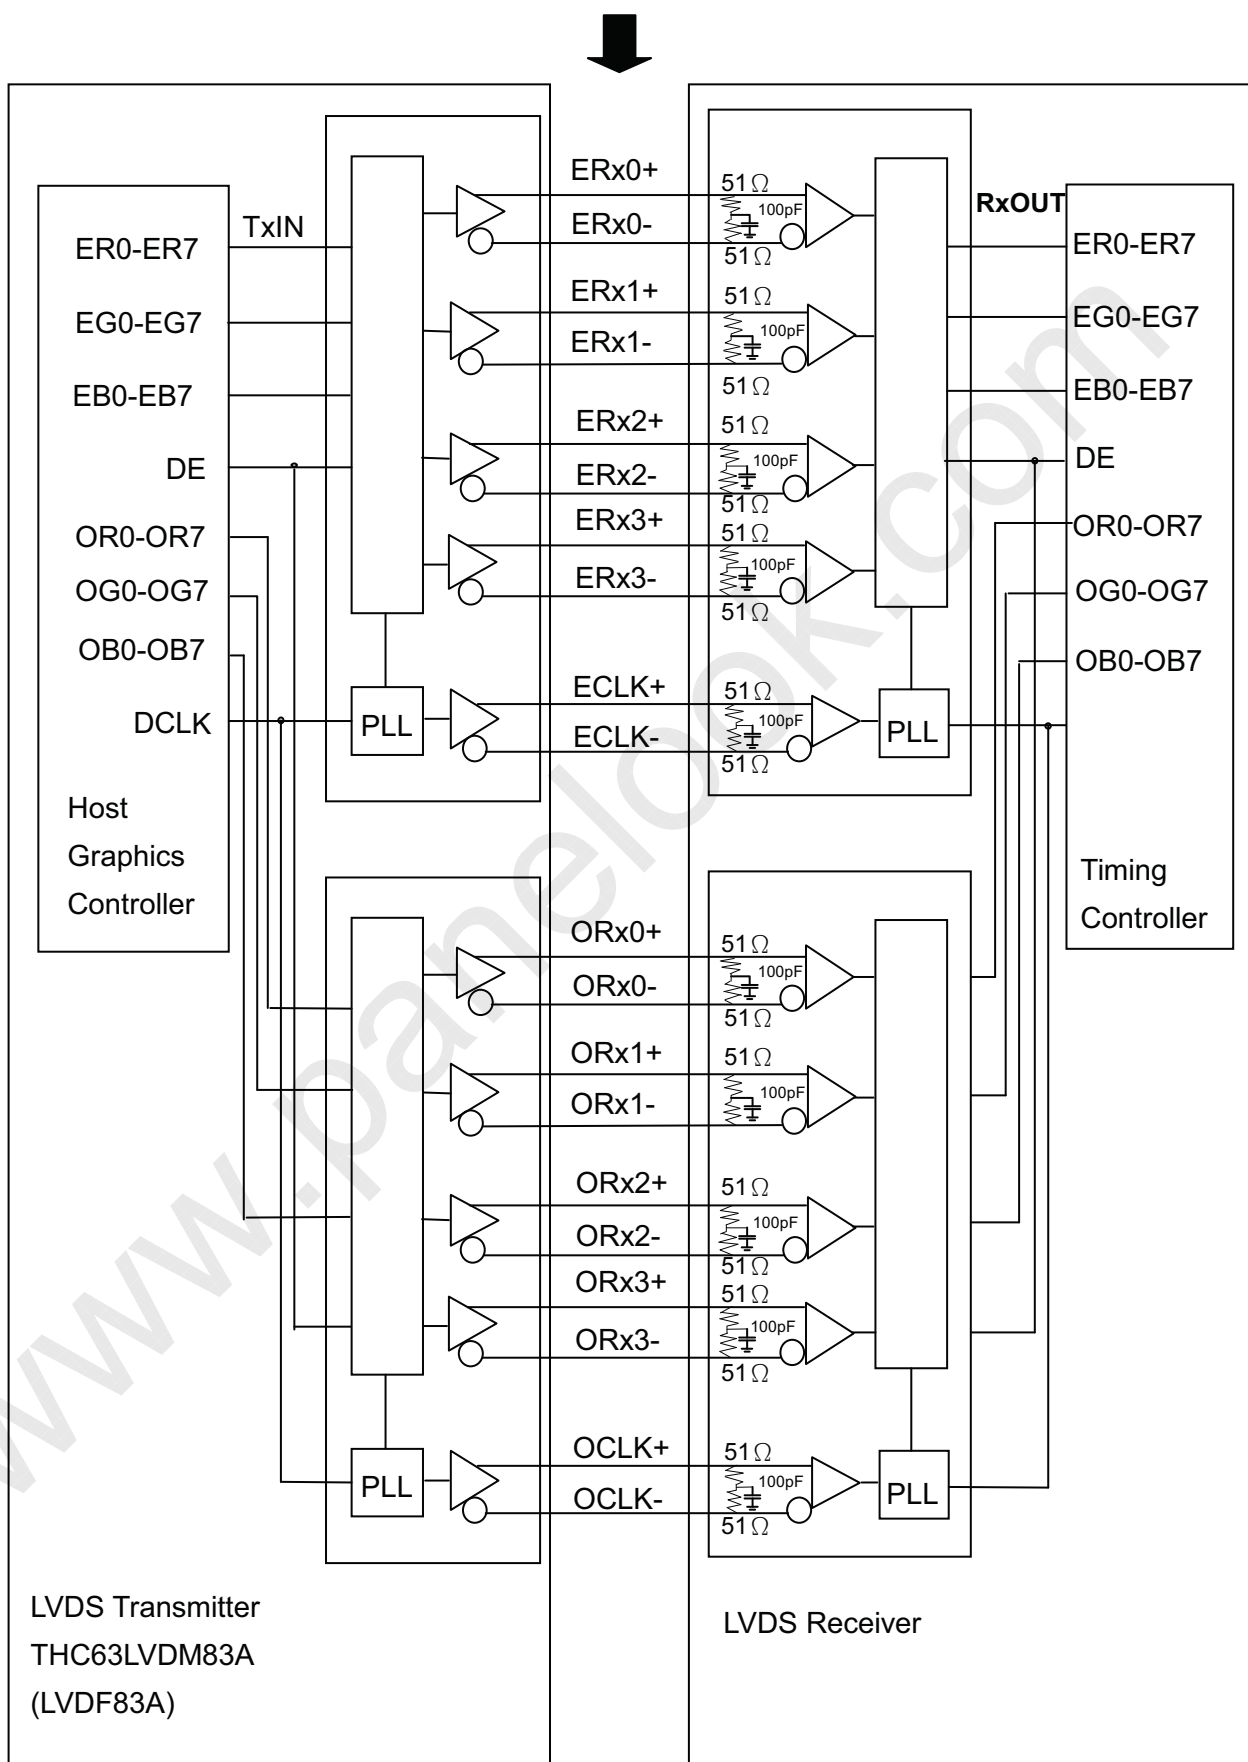 TxIN
ER0-ER7
EG0-EG7
EB0-EB7
DE
OR0-OR7
OG0-OG7
OB0-OB7
DCLK
Host
Graphics
Controller
PLL
ERx0+
ERx0-
ERx1+
ERx1-
ERx2+
ERx2-
ERx3+
ERx3-
ECLK+
ECLK-
51Ω
100pF
51Ω
51Ω
100pF
51Ω
51Ω
100pF
51Ω
51Ω
100pF
51Ω
51Ω
100pF
51Ω
PLL
RxOUT
ER0-ER7
EG0-EG7
EB0-EB7
DE
OR0-OR7
OG0-OG7
OB0-OB7
Timing
Controller
PLL
ORx0+
ORx0-
ORx1+
ORx1-
ORx2+
ORx2-
ORx3+
ORx3-
OCLK+
OCLK-
51Ω
100pF
51Ω
51Ω
100pF
51Ω
100pF
51Ω
51Ω
100pF
51Ω
51Ω
100pF
51Ω
PLL
LVDS Transmitter
THC63LVDM83A
(LVDF83A)
LVDS Receiver
www.panelook.com